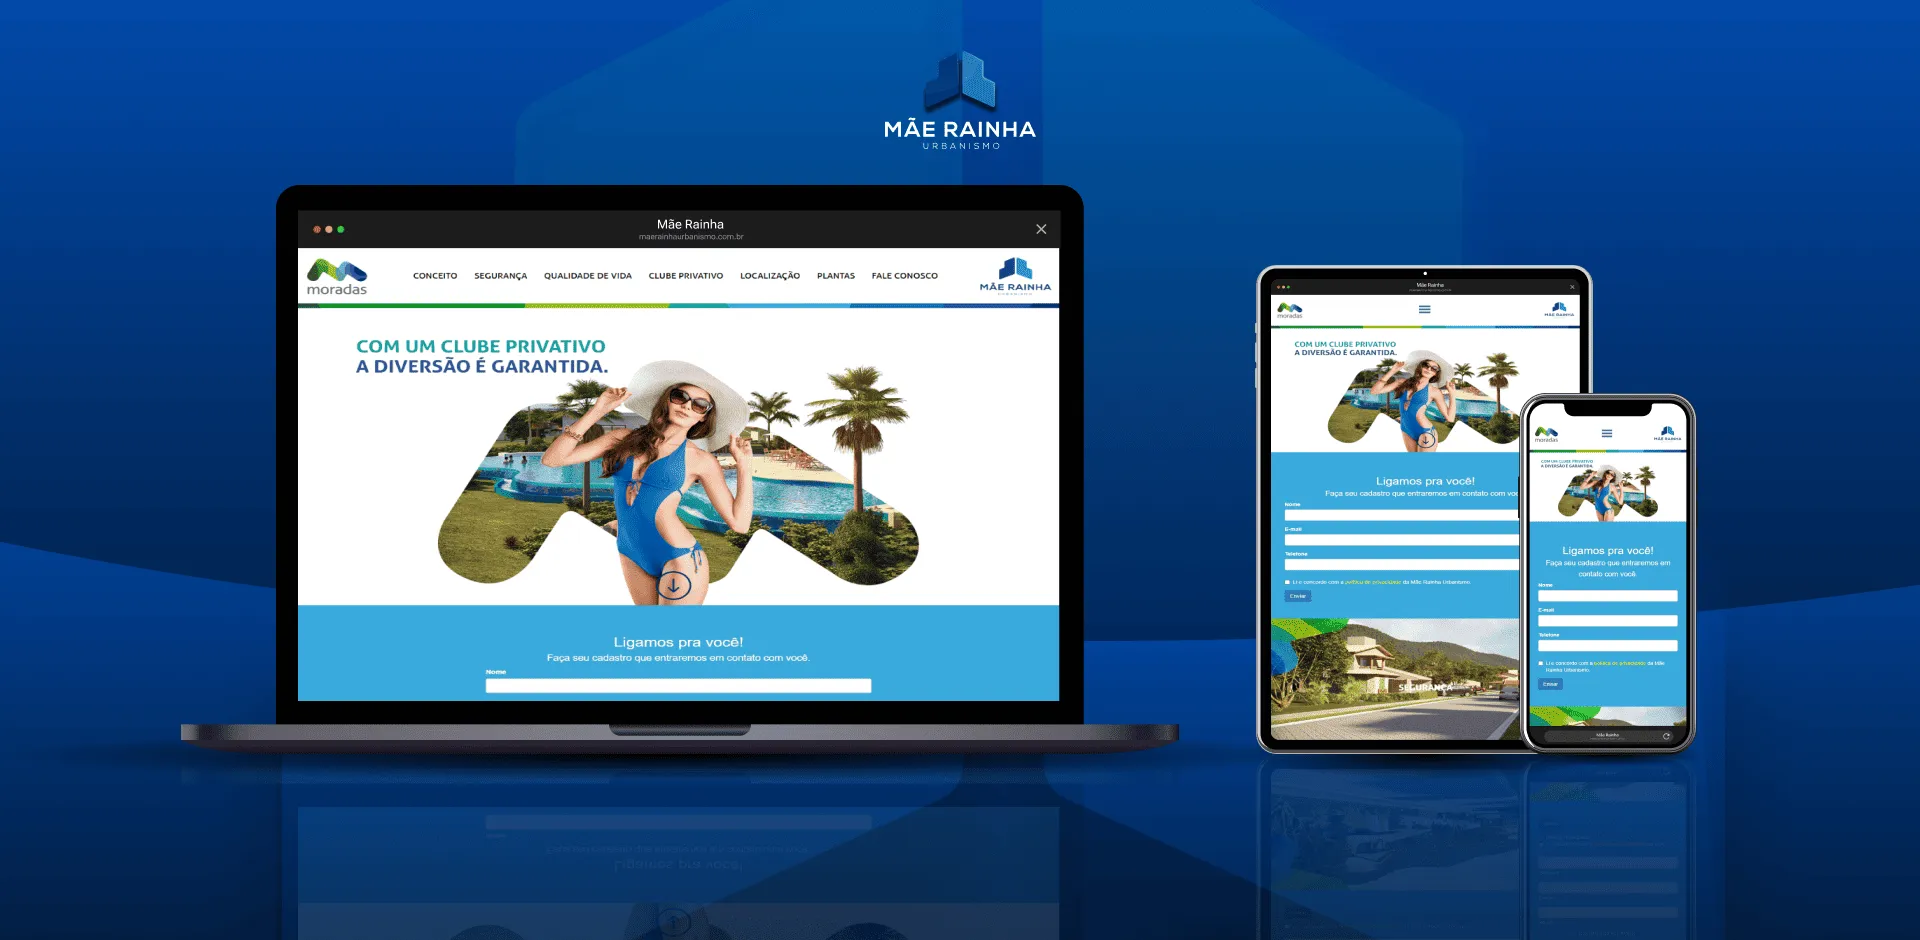 MÃE RAINHA
URBANISMO
Mãe Rainha
maerainhaurbanismo.com.br
moradas
CONCEITO SEGURANÇA QUALIDADE DE VIDA CLUBE PRIVATIVO LOCALIZAÇÃO PLANTAS FALE CONOSCO
MÃE RAINHA
COM UM CLUBE PRIVATIVO
A DIVERSÃO É GARANTIDA.
Ligamos pra você!
Faça seu cadastro que entraremos em contato com você.
Nome
Mãe Rainha
moradas
MÃE RAINHA
COM UM CLUBE PRIVATIVO
A DIVERSÃO É GARANTIDA.
Ligamos pra você!
Faça seu cadastro que entraremos em contato com voc
Nome
E-mail
Telefone
Li e concordo com a política de privacidade da Mãe Rainha Urbanismo.
Enviar
SEGURANÇA
moradas
MÃE RAINHA
COM UM CLUBE PRIVATIVO
A DIVERSÃO É GARANTIDA.
Ligamos pra você!
Faça seu cadastro que entraremos em
contato com você.
Nome
E-mail
Telefone
Li e concordo com a política de privacidade da Mãe
Rainha Urbanismo.
Enviar
Mãe Rainha